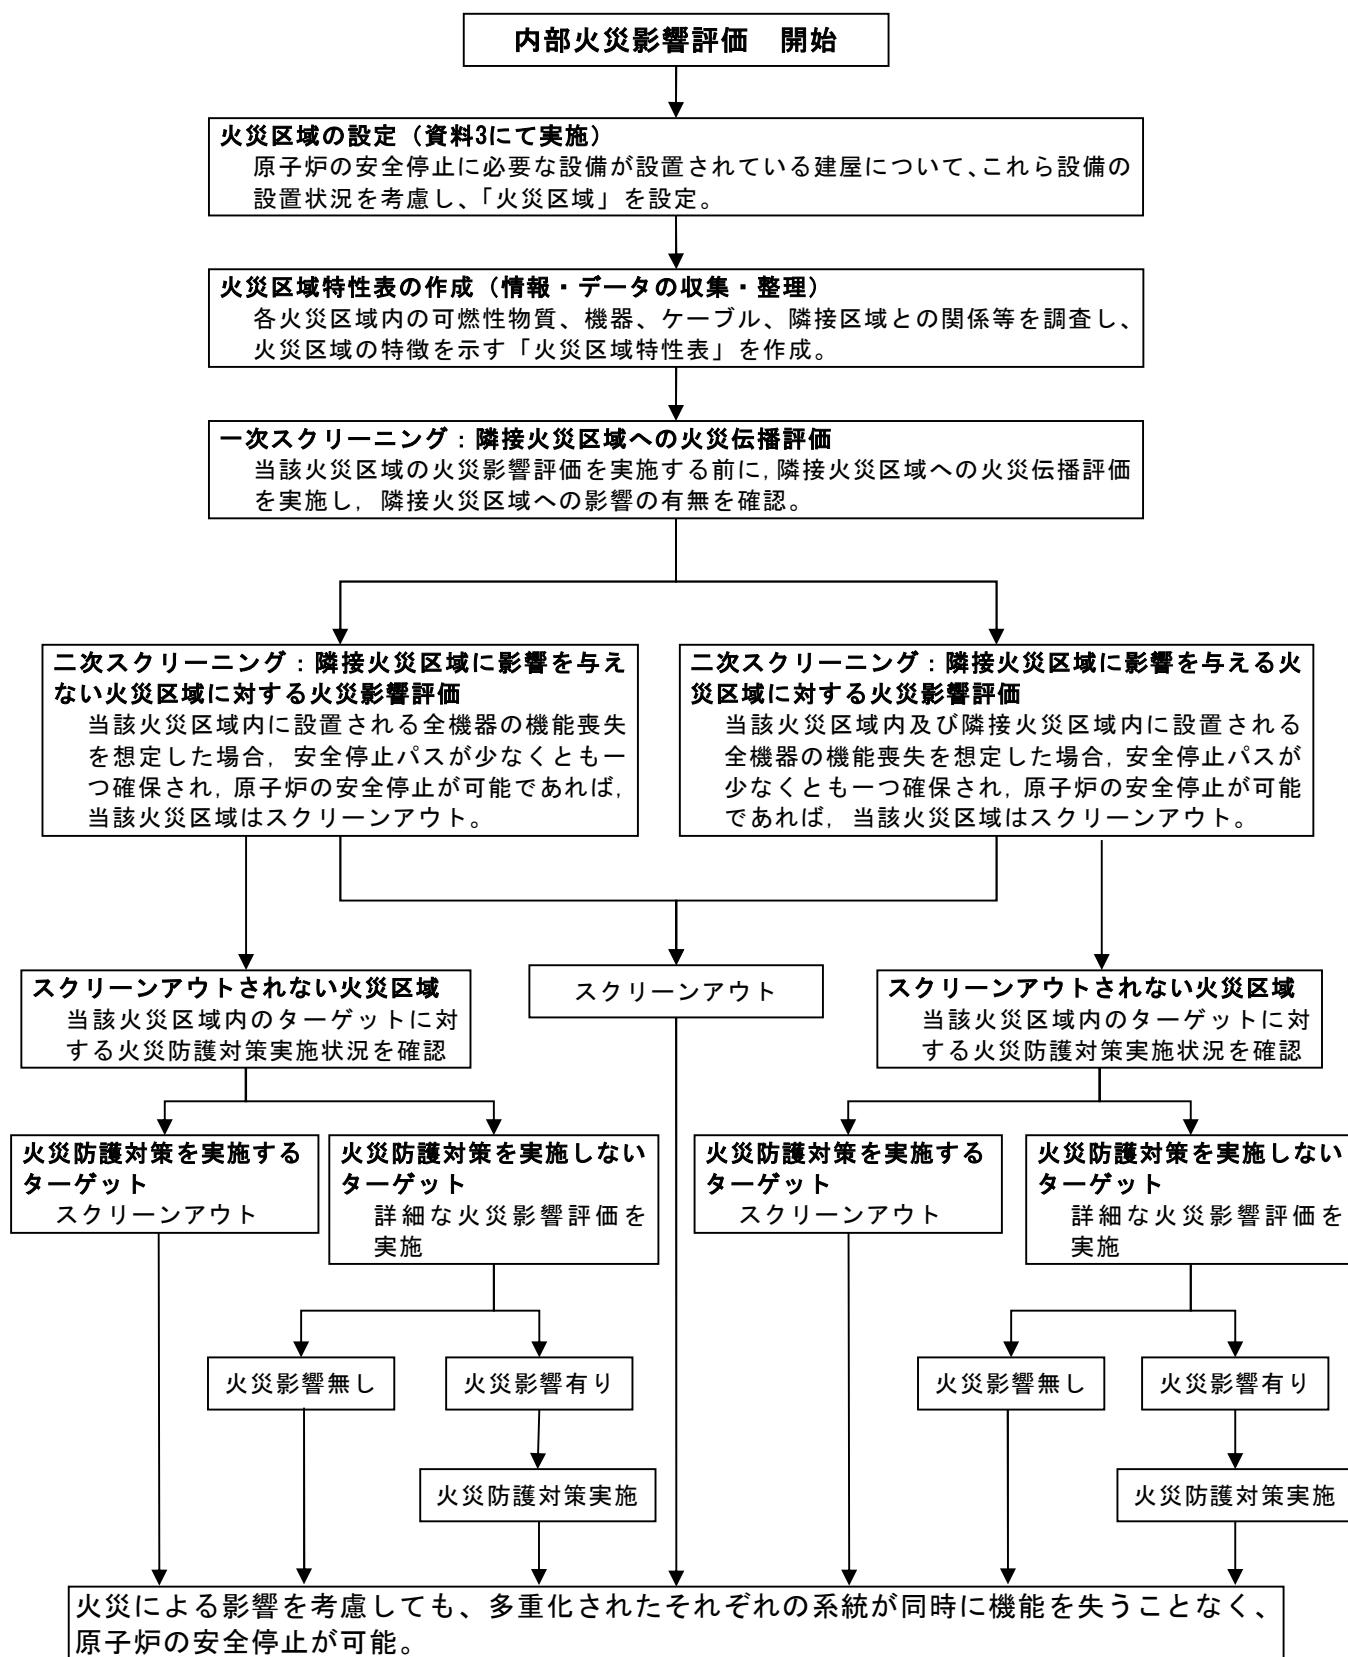 内部火災影響評価　開始
火災区域の設定（資料3にて実施）
原子炉の安全停止に必要な設備が設置されている建屋について、これら設備の
設置状況を考慮し、「火災区域」を設定。
火災区域特性表の作成（情報・データの収集・整理）
各火災区域内の可燃性物質、機器、ケーブル、隣接区域との関係等を調査し、
火災区域の特徴を示す「火災区域特性表」を作成。
一次スクリーニング：隣接火災区域への火災伝播評価
当該火災区域の火災影響評価を実施する前に，隣接火災区域への火災伝播評価
を実施し，隣接火災区域への影響の有無を確認。
二次スクリーニング：隣接火災区域に影響を与え
ない火災区域に対する火災影響評価
当該火災区域内に設置される全機器の機能喪失
を想定した場合，安全停止パスが少なくとも一
つ確保され，原子炉の安全停止が可能であれば，
当該火災区域はスクリーンアウト。
二次スクリーニング：隣接火災区域に影響を与える火
災区域に対する火災影響評価
当該火災区域内及び隣接火災区域内に設置される
全機器の機能喪失を想定した場合，安全停止パスが
少なくとも一つ確保され，原子炉の安全停止が可能
であれば，当該火災区域はスクリーンアウト。
スクリーンアウトされない火災区域
当該火災区域内のターゲットに対
する火災防護対策実施状況を確認
スクリーンアウト
スクリーンアウトされない火災区域
当該火災区域内のターゲットに対
する火災防護対策実施状況を確認
火災防護対策を実施する
ターゲット
スクリーンアウト
火災防護対策を実施しない
ターゲット
詳細な火災影響評価を
実施
火災防護対策を実施する
ターゲット
スクリーンアウト
火災防護対策を実施しない
ターゲット
詳細な火災影響評価を
実施
火災影響無し
火災影響有り
火災影響無し
火災影響有り
火災防護対策実施
火災防護対策実施
火災による影響を考慮しても、多重化されたそれぞれの系統が同時に機能を失うことなく、
原子炉の安全停止が可能。